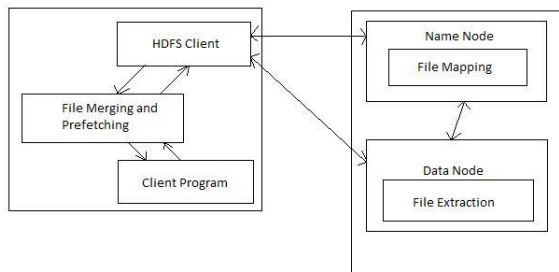 HDFS Client
File Merging and
Prefetching
Client Program
Name Node
File Mapping
Data Node
File Extraction